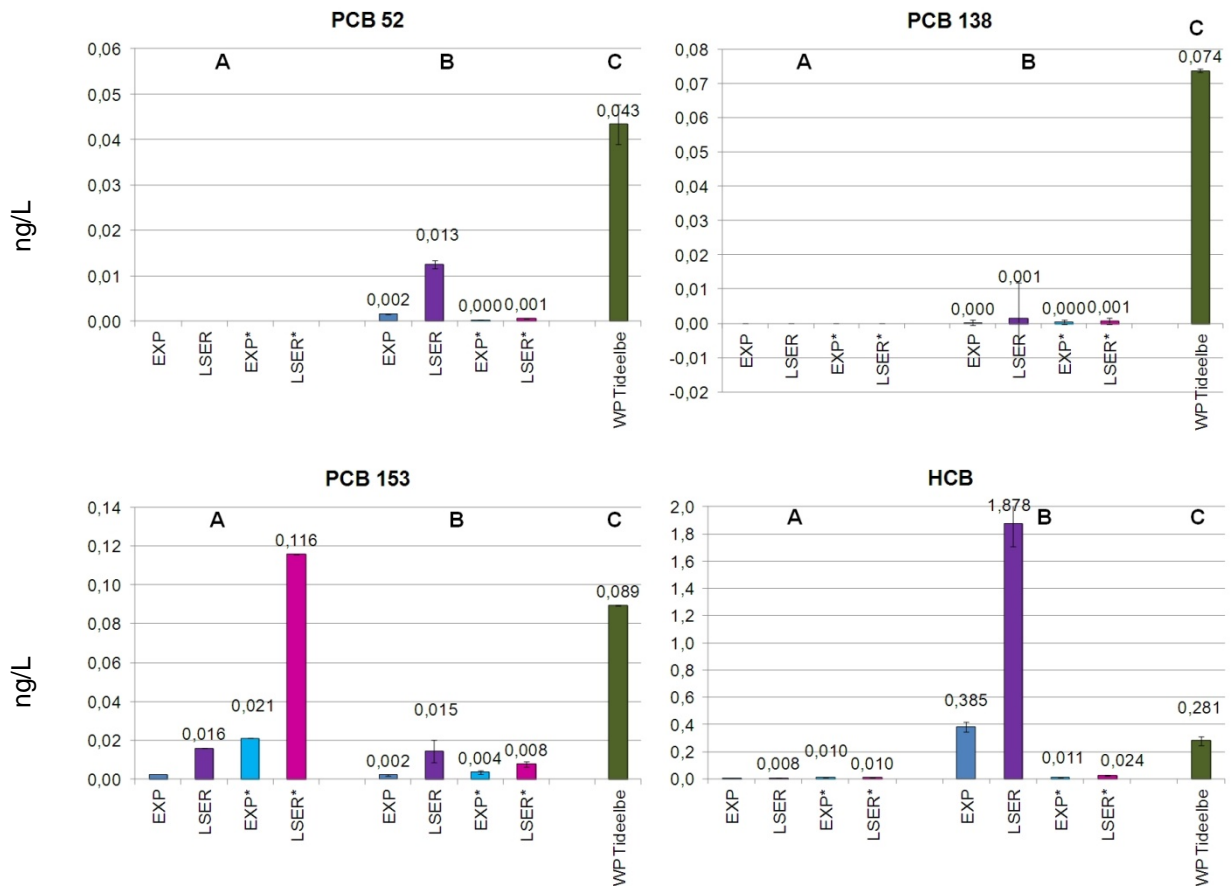 PCB 52
ng/L
0,06
0,05
0,04
0,03
0,02
0,01
0,00
A
B
C
0,002
0,013
0,000
0,001
0,043
EXP
LSER
EXP*
LSER*
EXP
LSER
EXP*
LSER*
WP Tideelbe
PCB 138
0,08
0,07
0,06
0,05
0,04
0,03
0,02
0,01
0,00
-0,01
-0,02
A
B
C
0,000
0,001
0,000
0,001
0,074
EXP
LSER
EXP*
LSER*
EXP
LSER
EXP*
LSER*
WP Tideelbe
PCB 153
ng/L
0,14
0,12
0,10
0,08
0,06
0,04
0,02
0,00
A
B
C
0,016
0,021
0,116
0,002
0,015
0,004
0,008
0,089
EXP
LSER
EXP*
LSER*
EXP
LSER
EXP*
LSER*
WP Tideelbe
HCB
2,0
1,8
1,6
1,4
1,2
1,0
0,8
0,6
0,4
0,2
0,0
A
B
C
0,008
0,010
0,010
0,385
1,878
0,011
0,024
0,281
EXP
LSER
EXP*
LSER*
EXP
LSER
EXP*
LSER*
WP Tideelbe